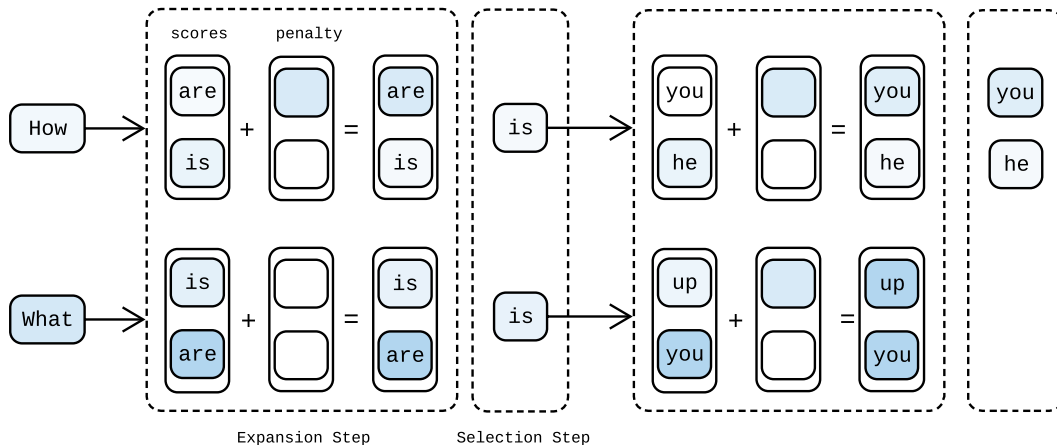 scores penalty
are are you you you
How + = is + =
is is he he he
is is up up
What + = is + =
are are you you
Expansion Step Selection Step